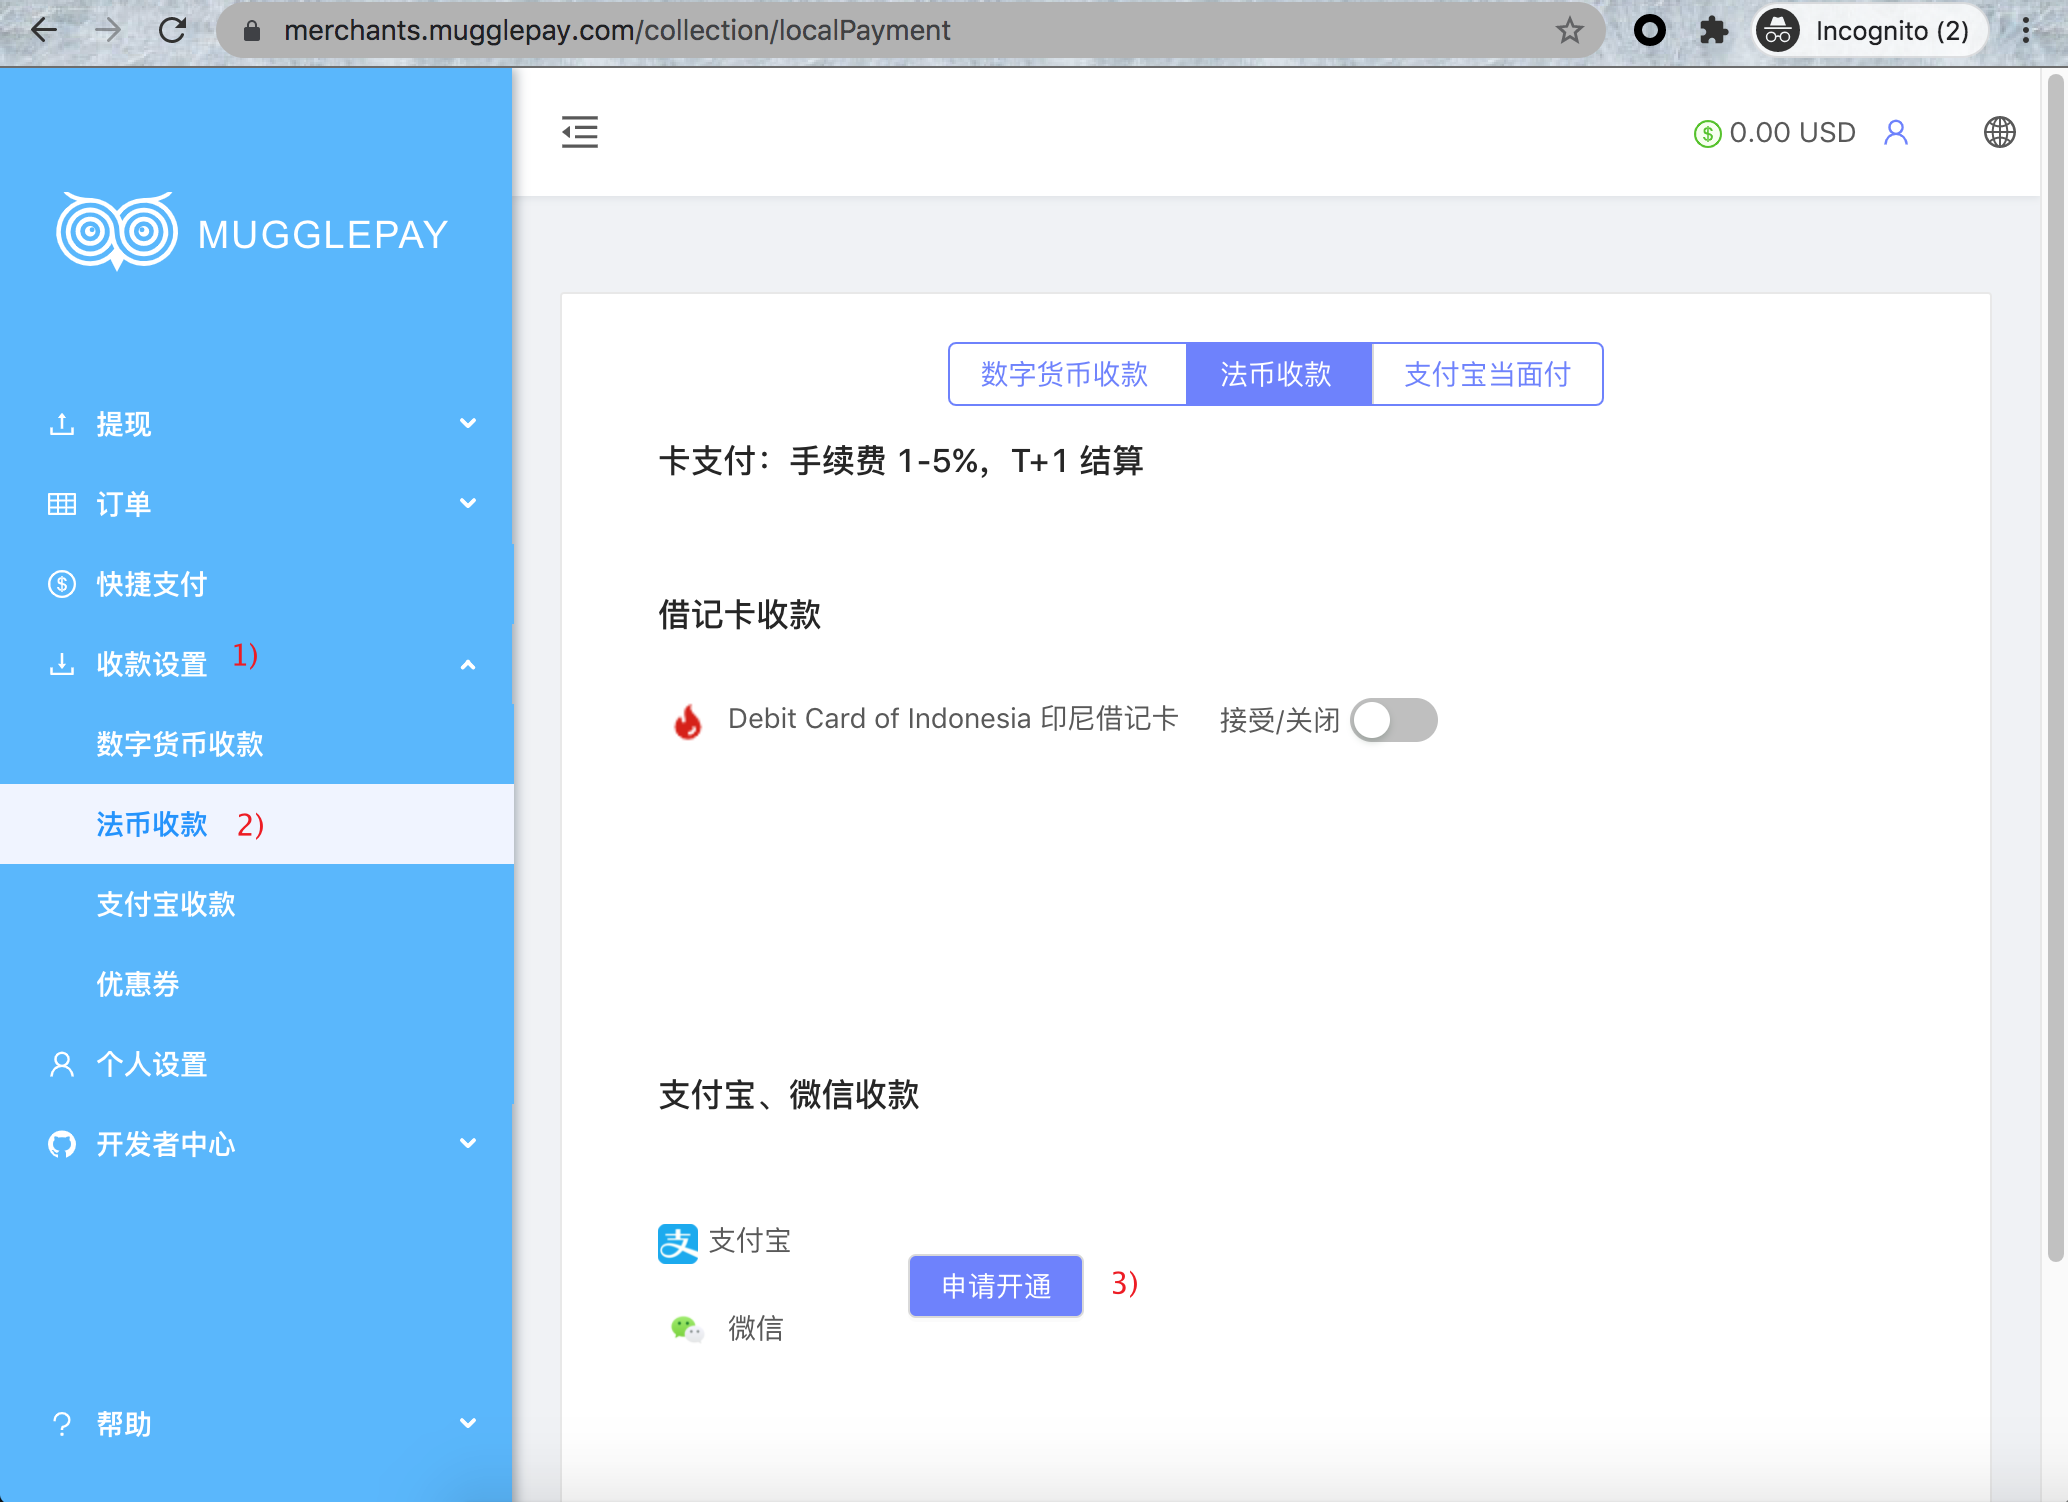 merchants.mugglepay.com/collection/localPayment
Incognito (2)
0.00 USD
MUGGLEPAY
提现
订单
快捷支付
收款设置 1)
数字货币收款
法币收款 2)
支付宝收款
优惠券
个人设置
开发者中心
帮助
数字货币收款 法币收款 支付宝当面付
卡支付：手续费 1-5%，T+1 结算
借记卡收款
Debit Card of Indonesia 印尼借记卡 接受/关闭
支付宝、微信收款
支 支付宝
申请开通 3)
微信